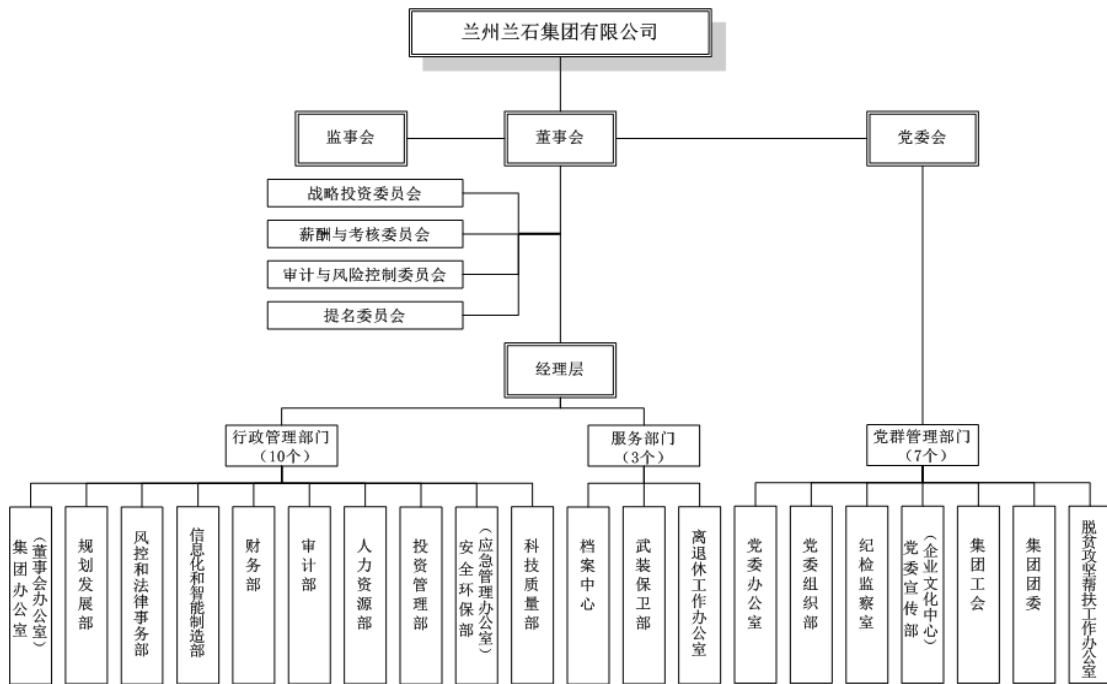 兰州兰石集团有限公司
监事会
董事会
党委会
战略投资委员会
薪酬与考核委员会
审计与风险控制委员会
提名委员会
经理层
行政管理部门
（10个）
服务部门
（3个）
党群管理部门
（7个）
集团办公室
（董事会办公室）
规划发展部
风控和法律事务部
信息化和智能制造部
财务部
审计部
人力资源部
投资管理部
安全环保部
（应急管理办公室）
科技质量部
档案中心
武装保卫部
离退休工作办公室
党委办公室
党委组织部
纪检监察室
党委宣传部
（企业文化中心）
集团工会
集团团委
脱贫攻坚帮扶工作办公室